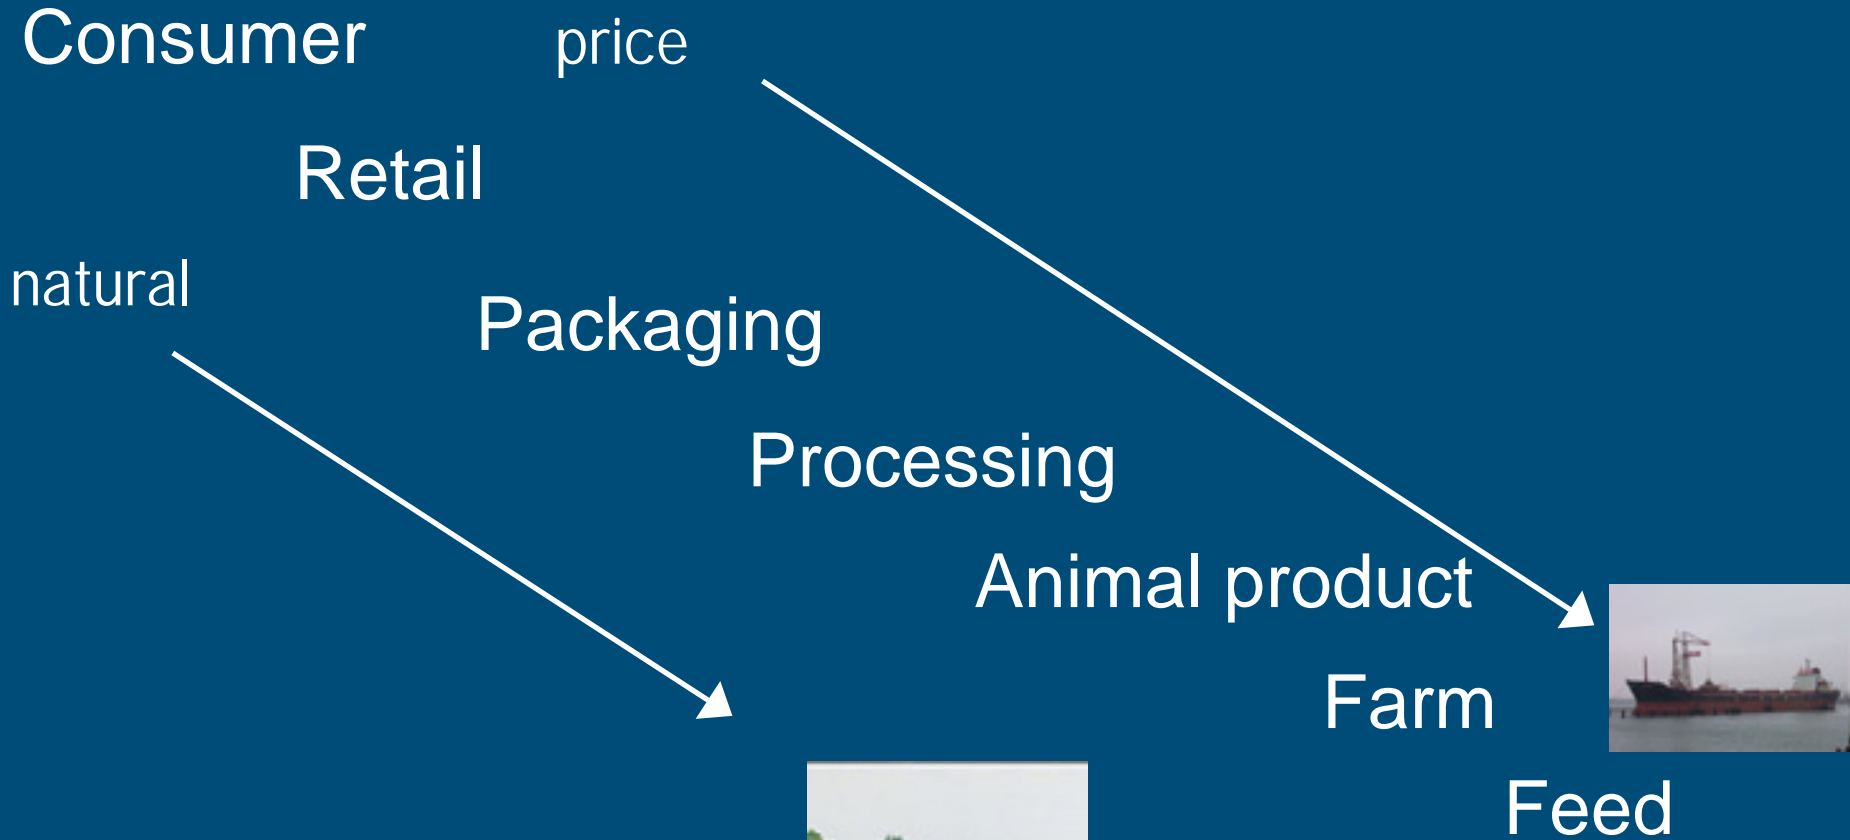 Consumer price
Retail
natural
Packaging
Processing
Animal product
Farm
Feed